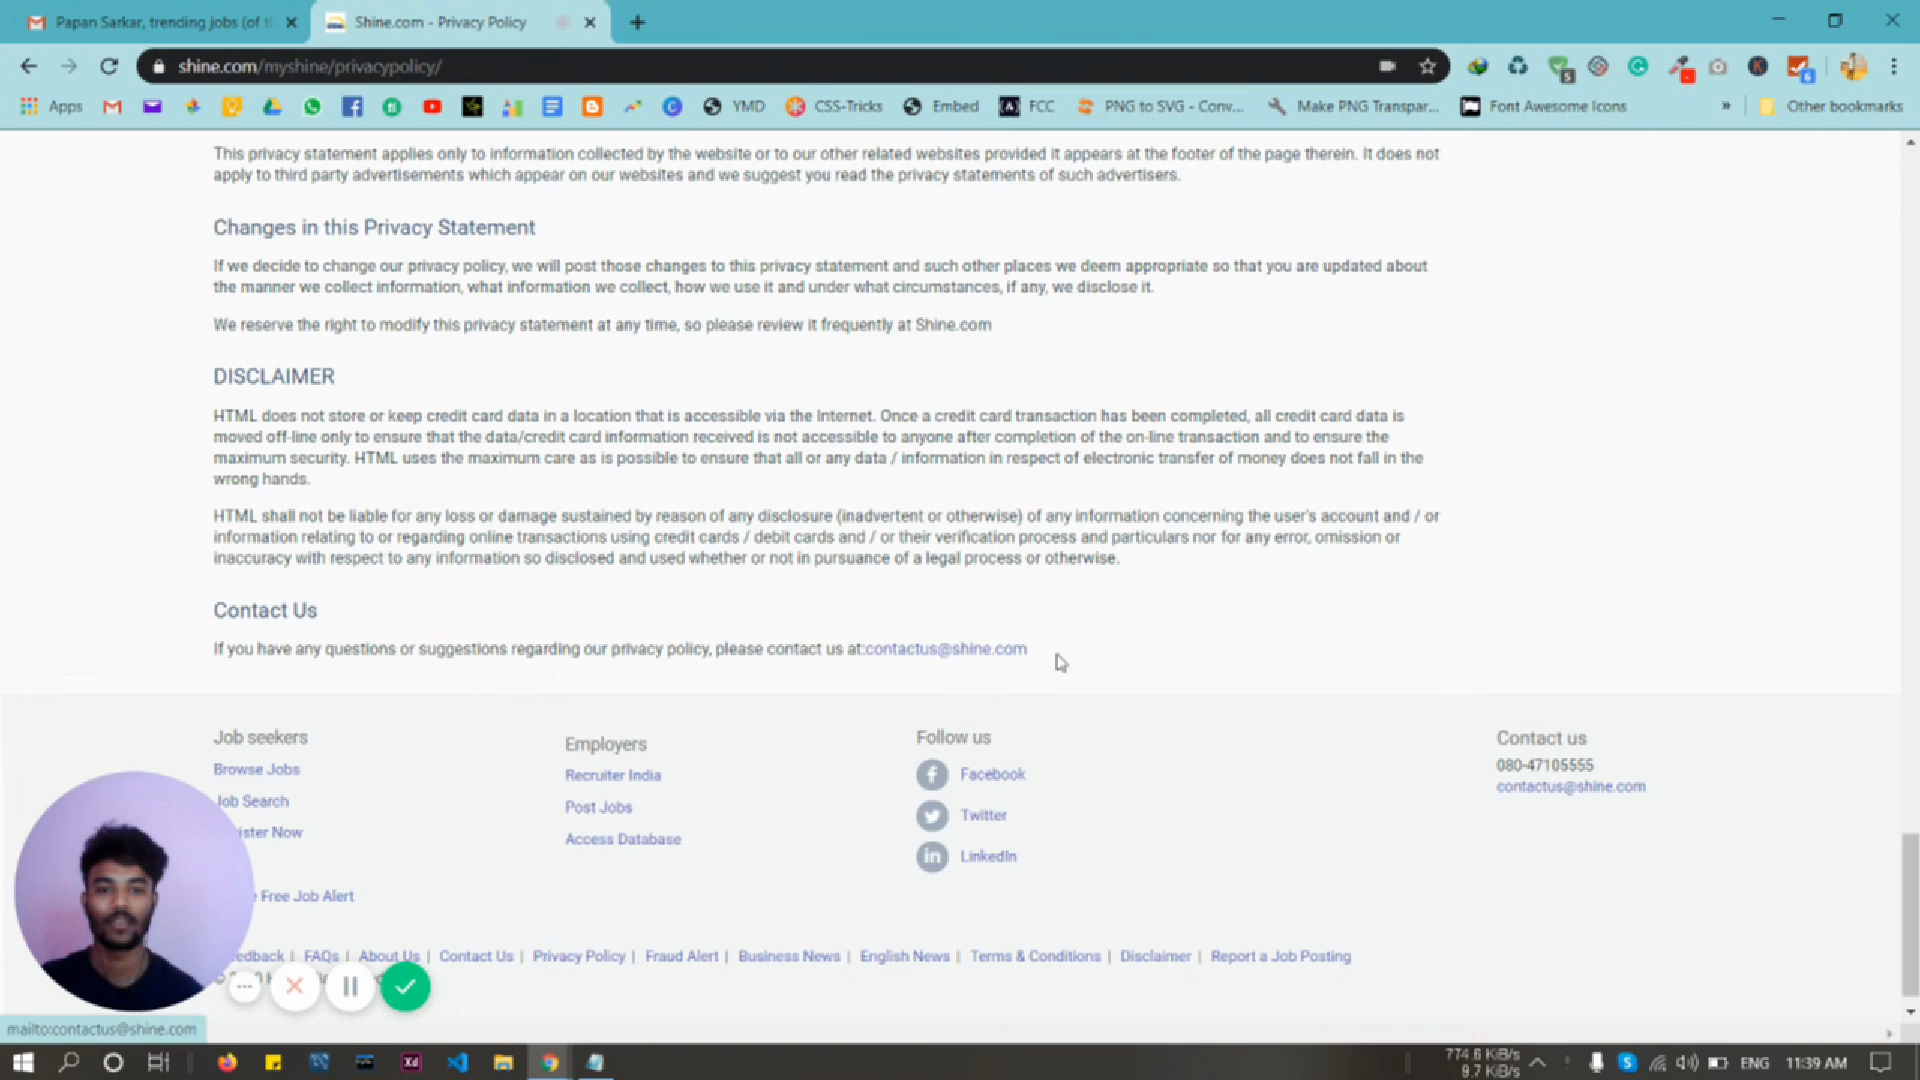 Papan Sarkar, trending jobs (of t
Shine.com - Privacy Policy
shine.com/myshine/privacypolicy/
Apps
YMD
CSS-Tricks
Embed
FCC
PNG to SVG - Conv...
Make PNG Transpar...
Font Awesome Icons
»
Other bookmarks
This privacy statement applies only to information collected by the website or to our other related websites provided it appears at the footer of the page therein. It does not
apply to third party advertisements which appear on our websites and we suggest you read the privacy statements of such advertisers.
Changes in this Privacy Statement
If we decide to change our privacy policy, we will post those changes to this privacy statement and such other places we deem appropriate so that you are updated about
the manner we collect information, what information we collect, how we use it and under what circumstances, if any, we disclose it.
We reserve the right to modify this privacy statement at any time, so please review it frequently at Shine.com
DISCLAIMER
HTML does not store or keep credit card data in a location that is accessible via the Internet. Once a credit card transaction has been completed, all credit card data is
moved off-line only to ensure that the data/credit card information received is not accessible to anyone after completion of the on-line transaction and to ensure the
maximum security. HTML uses the maximum care as is possible to ensure that all or any data / information in respect of electronic transfer of money does not fall in the
wrong hands.
HTML shall not be liable for any loss or damage sustained by reason of any disclosure (inadvertent or otherwise) of any information concerning the user's account and / or
information relating to or regarding online transactions using credit cards / debit cards and / or their verification process and particulars nor for any error, omission or
inaccuracy with respect to any information so disclosed and used whether or not in pursuance of a legal process or otherwise.
Contact Us
If you have any questions or suggestions regarding our privacy policy, please contact us at:contactus@shine.com
Job seekers
Browse Jobs
Job Search
ister Now
Free Job Alert
Employers
Recruiter India
Post Jobs
Access Database
Follow us
Facebook
Twitter
LinkedIn
Contact us
080-47105555
contactus@shine.com
edback | FAQs | About Us | Contact Us | Privacy Policy | Fraud Alert | Business News | English News | Terms & Conditions | Disclaimer | Report a Job Posting
mailto:contactus@shine.com
774.6 KiB/s
9.7 KiB/s
ENG
11:39 AM